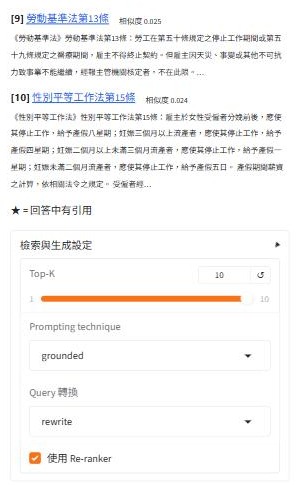 [9] 勞動基準法第13條 相似度 0.025
《勞動基準法》勞動基準法第13條：勞工在第五十條規定之停止工作期間或第五
十九條規定之醫療期間，雇主不得終止契約。但雇主因天災、事變或其他不可抗
力致事業不能繼續，經報主管機關核定者，不在此限。...
[10] 性別平等工作法第15條 相似度 0.024
《性別平等工作法》性別平等工作法第15條：雇主於女性受僱者分娩前後，應使
其停止工作，給予產假八星期；妊娠三個月以上流產者，應使其停止工作，給予產
假四星期；妊娠二個月以上未滿三個月流產者，應使其停止工作，給予產假一
星期；妊娠未滿二個月流產者，應使其停止工作，給予產假五日。 產假期間薪資
之計算，依相關法令之規定。 受僱者經...
★ = 回答中有引用
檢索與生成設定
Top-K
10
1
10
Prompting technique
grounded
Query 轉換
rewrite
使用 Re-ranker